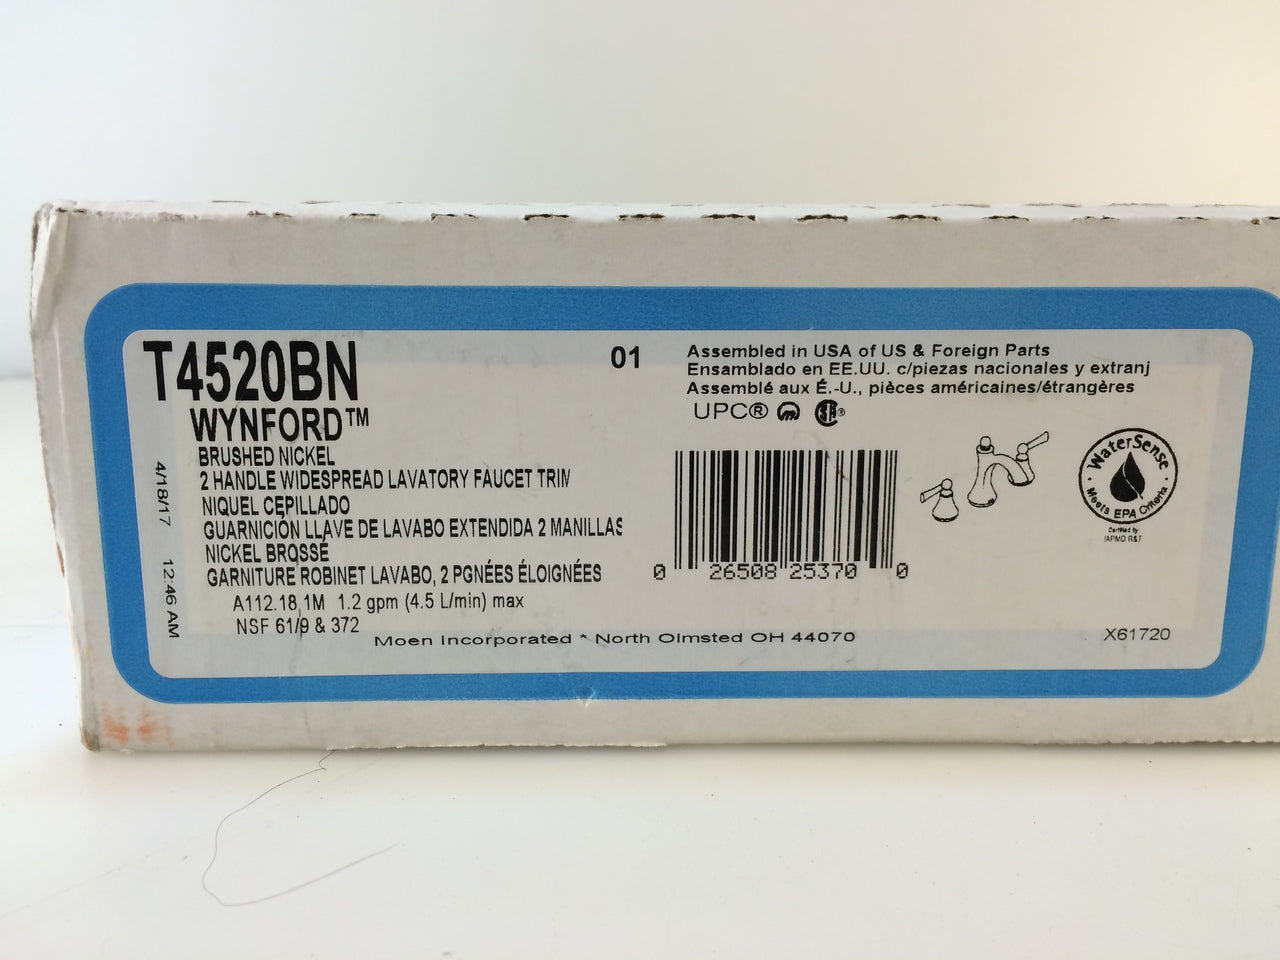 T4520BN
WYNFORD™
BRUSHED NICKEL
2 HANDLE WIDESPREAD LAVATORY FAUCET TRIM
NIQUEL CEPILLADO
GUARNICIÓN LLAVE DE LAVABO EXTENDIDA 2 MANILLAS
NICKEL BROSSÉ
GARNITURE ROBINET LAVABO, 2 PGNÉES ÉLOIGNÉES
A112.18.1M 1.2 gpm (4.5 L/min) max
NSF 61/9 & 372
4/18/17 12:46 AM
01
Assembled in USA of US & Foreign Parts
Ensamblado en EE.UU. c/piezas nacionales y extranj
Assemblé aux É.-U., pièces américaines/étrangères
UPC® SA®
0 26508 25370 0
WaterSense
Meets EPA Criteria
Certified by
IAPMO R&T
Moen Incorporated * North Olmsted OH 44070
X61720